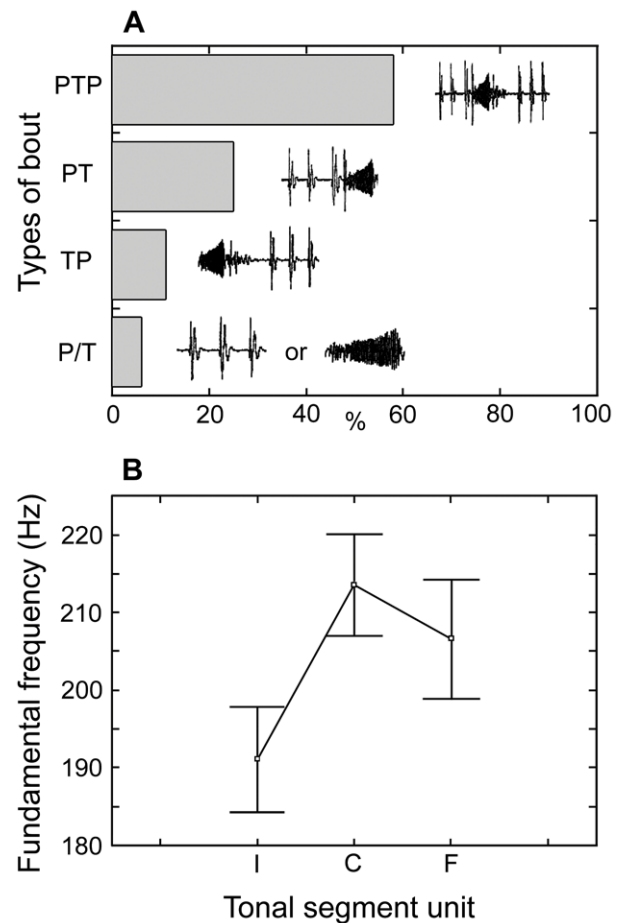 A
Types of bout
PTP
PT
TP
P/T
or
0 20 40 60 80 100
%
B
Fundamental frequency (Hz)
220
210
200
190
180
I C F
Tonal segment unit